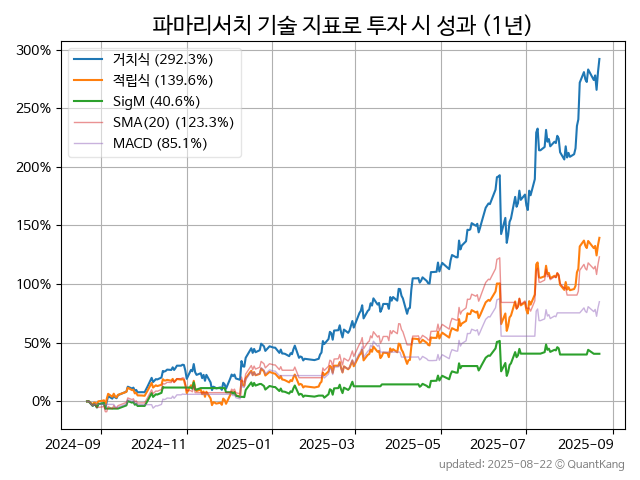 파마리서치 기술 지표로 투자 시 성과 (1년)
거치식 (292.3%)
적립식 (139.6%)
SigM (40.6%)
SMA(20) (123.3%)
MACD (85.1%)
300%
250%
200%
150%
100%
50%
0%
2024-09 2024-11 2025-01 2025-03 2025-05 2025-07 2025-09
updated: 2025-08-22 © QuantKang